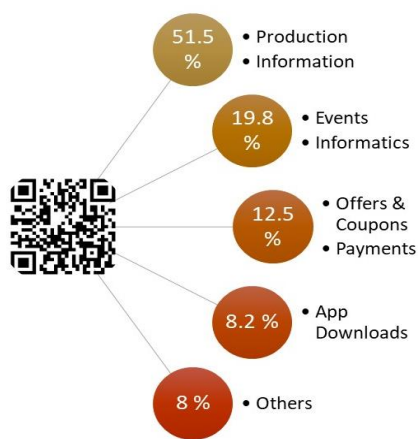 51.5
%
• Production
• Information
19.8
%
• Events
• Informatics
12.5
%
• Offers &
Coupons
• Payments
8.2 %
• App
Downloads
8 %
• Others